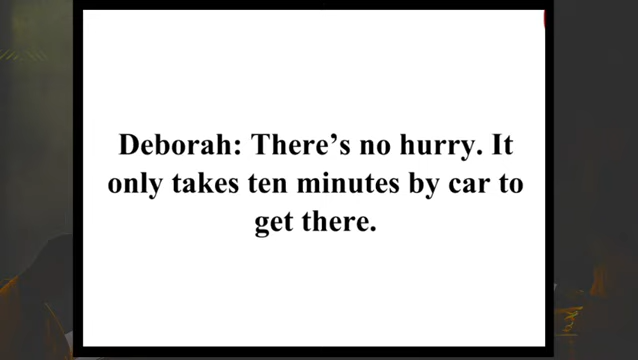 Deborah: There’s no hurry. It
only takes ten minutes by car to
get there.